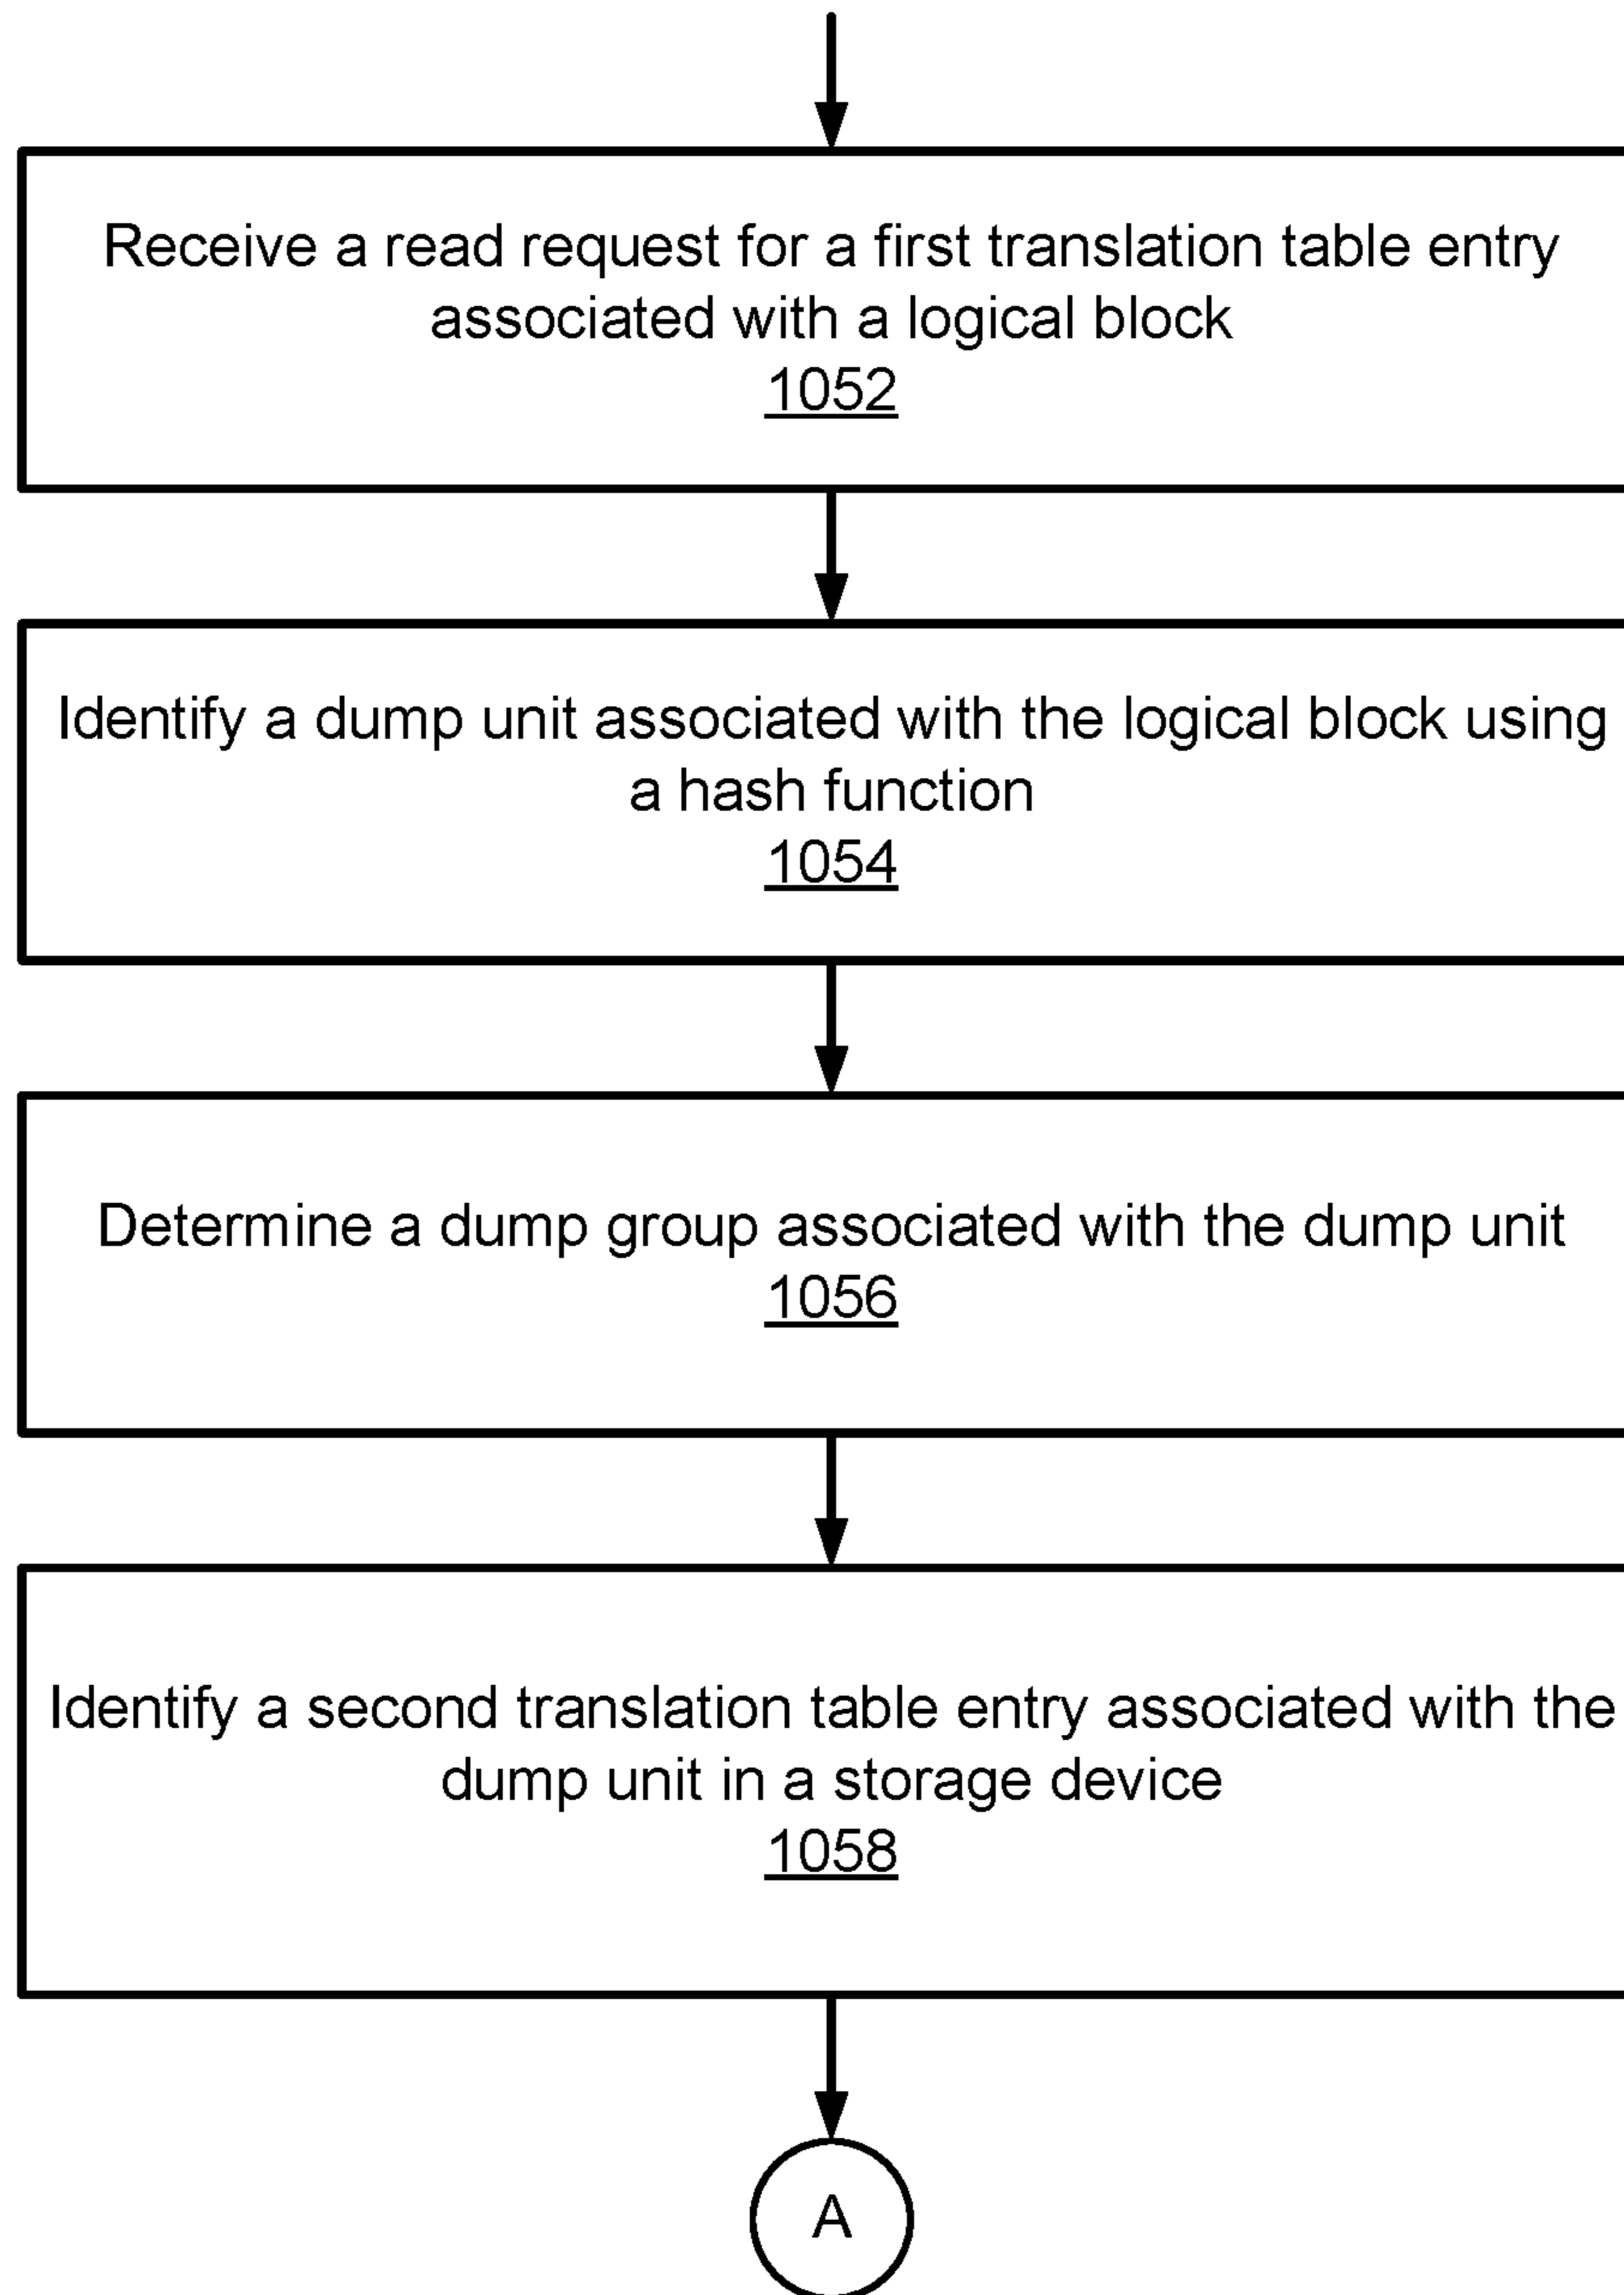 Receive a read request for a first translation table entry
associated with a logical block
1052
Identify a dump unit associated with the logical block using
a hash function
1054
Determine a dump group associated with the dump unit
1056
Identify a second translation table entry associated with the
dump unit in a storage device
1058
A